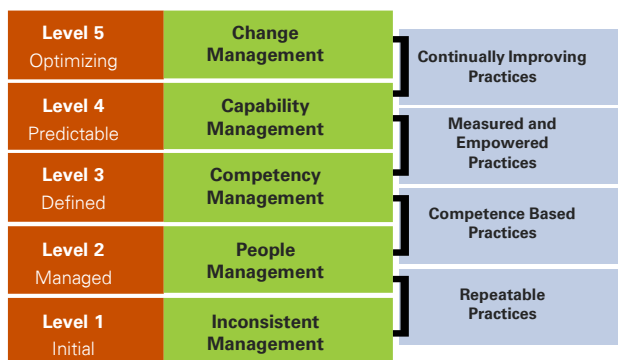 Level 5
Optimizing
Change
Management
Continually Improving
Practices
Level 4
Predictable
Capability
Management
Measured and
Empowered
Practices
Level 3
Defined
Competency
Management
Competence Based
Practices
Level 2
Managed
People
Management
Repeatable
Practices
Level 1
Initial
Inconsistent
Management